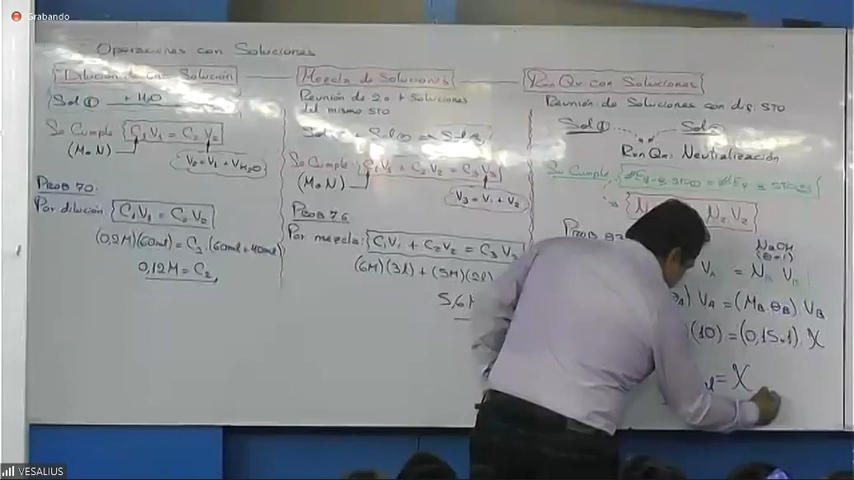 Grabando
Operaciones con Soluciones
Dilución de una Solución
Sol ① + H₂O
Se Cumple: C₁V₁ = C₂V₂
(M o N)
V₂ = V₁ + V H₂O
PROB 70:
Por dilución: C₁V₁ = C₂V₂
(0,2M)(60ml) = C₂ (60ml + 40ml)
0,12M = C₂
Mezcla de Soluciones
Reunión de 2 o + Soluciones
del mismo STO
Se Cumple: C₁V₁ + C₂V₂ = C₃V₃
(M o N)
V₃ = V₁ + V₂
PROB 76
Por mezcla: C₁V₁ + C₂V₂ = C₃V₃
(6M)(3l) + (5M)(2l)
5,6
Rxn Qx con Soluciones
Reunión de Soluciones con dif. STO
Sol ① Sol ②
Rxn Qx: Neutralización
Se Cumple:
N₂V₂
NaOH
(θ=1)
V_A = N_B V_B
V_A = (M_B.θ_B).V_B
(10) = (0,15.1).X
= X
VESALIUS